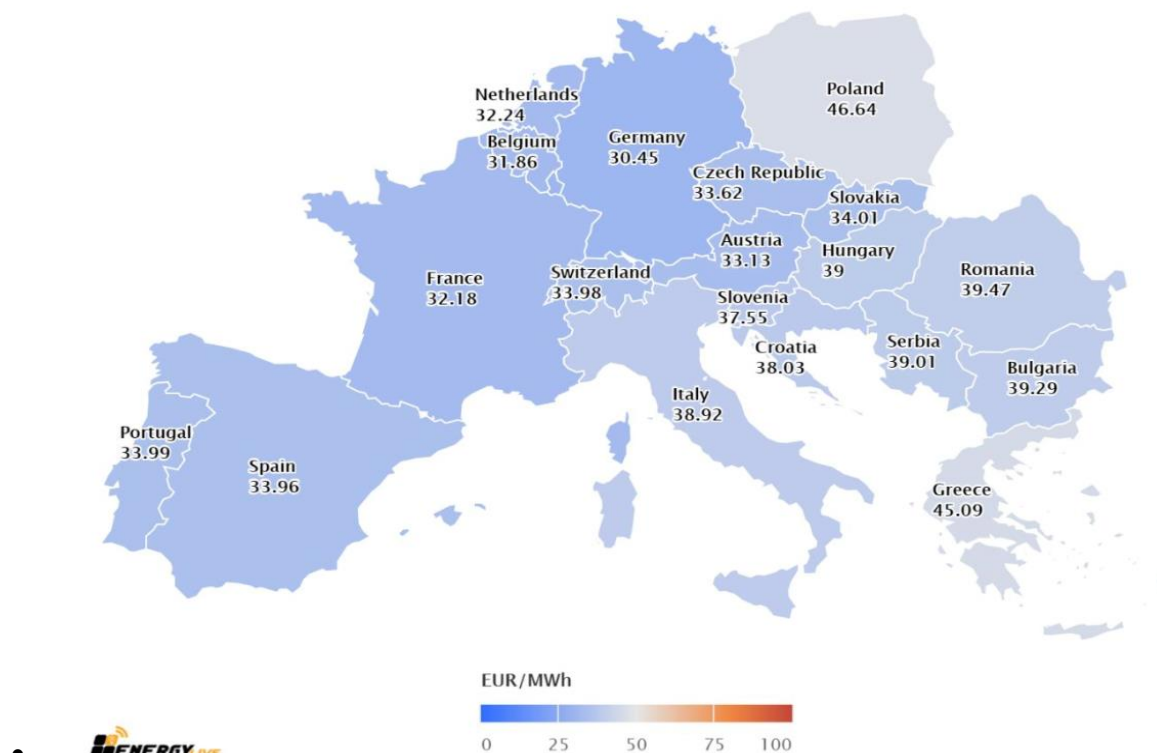 Netherlands
32.24
Belgium
31.86
Germany
30.45
Poland
46.64
Czech Republic
33.62
Slovakia
34.01
Austria
33.13
Hungary
39
France
32.18
Switzerland
33.98
Slovenia
37.55
Croatia
38.03
Romania
39.47
Serbia
39.01
Bulgaria
39.29
Italy
38.92
Portugal
33.99
Spain
33.96
Greece
45.09
EUR/MWh
0 25 50 75 100
ENERGY LIVE